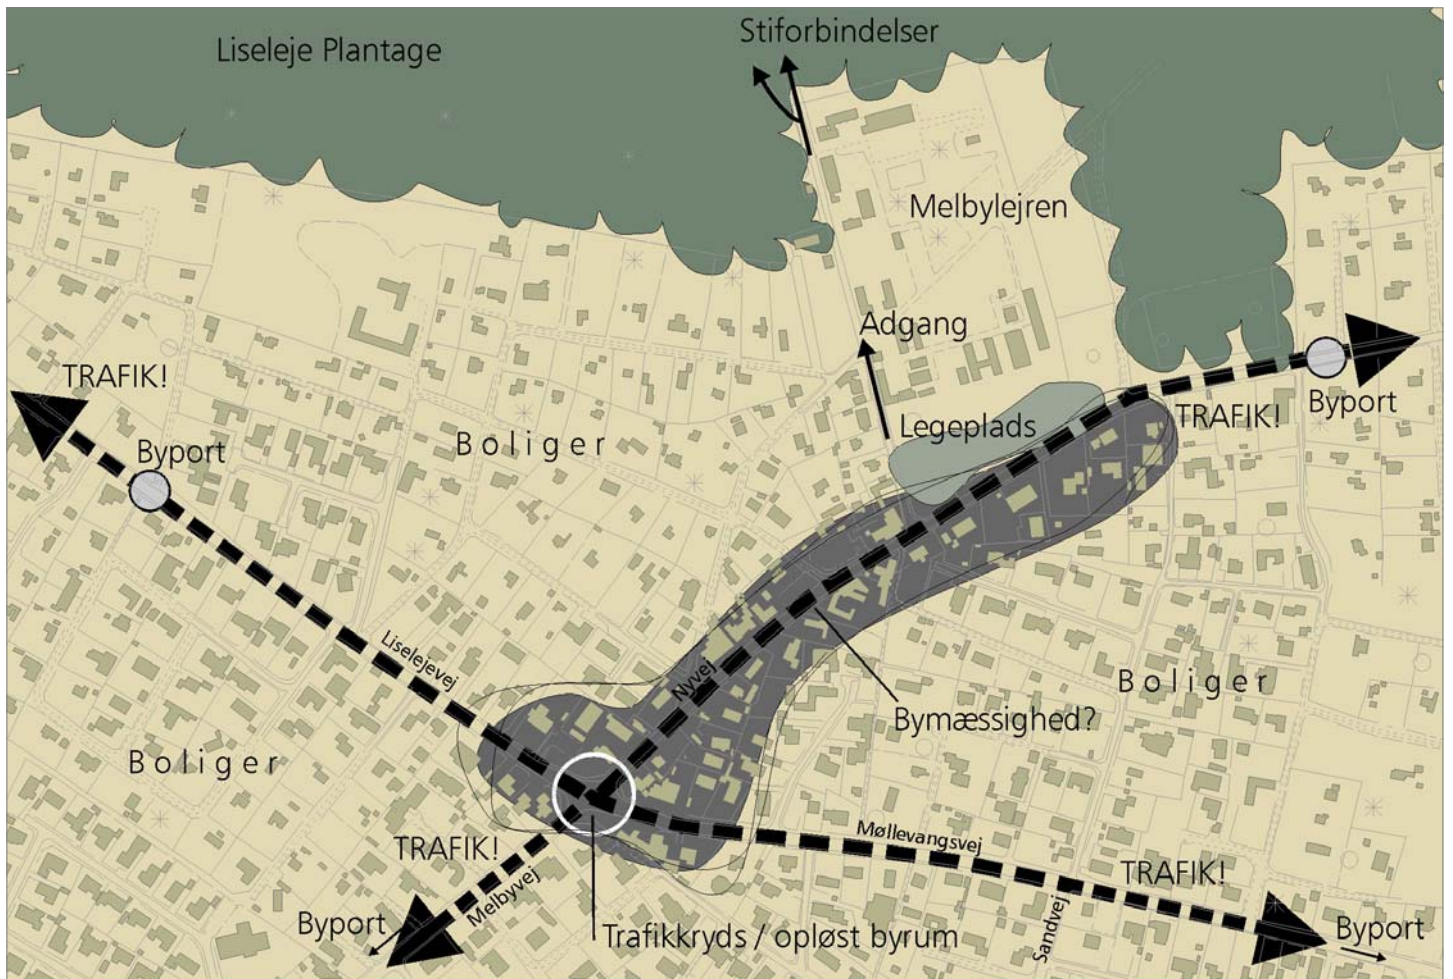 Stiforbindelser
Liseleje Plantage
Melbylejren
Adgang
TRAFIK!
Byport
Legeplads
TRAFIK!
Byport
Boliger
Liselejevej
Nyvej
Boliger
Bymæssighed?
Boliger
Møllevangsvej
TRAFIK!
TRAFIK!
Melbyvej
Sandvej
Byport
Trafikkryds / opløst byrum
Byport